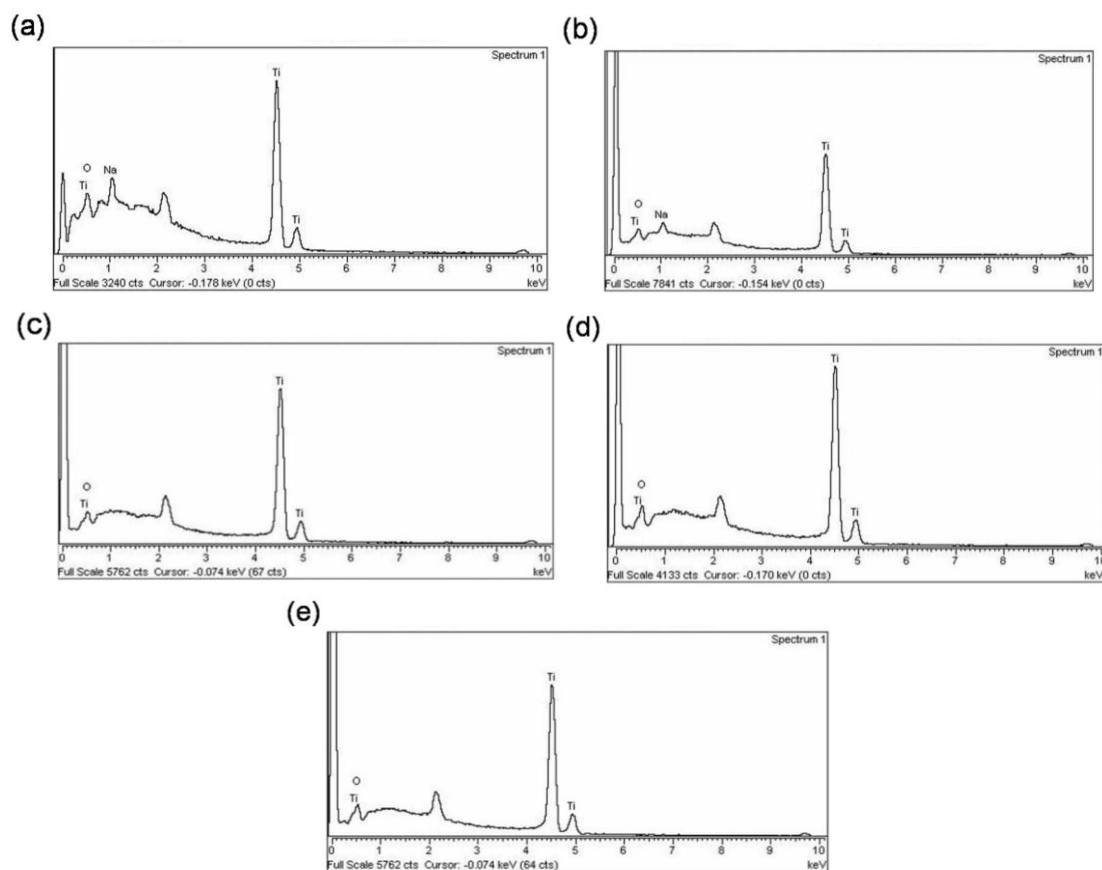 (a)
Spectrum 1
Ti
O
Na
Ti
Ti
0 1 2 3 4 5 6 7 8 9 10
Full Scale 3240 cts Cursor: -0.178 keV (0 cts)
keV
(b)
Spectrum 1
Ti
O
Na
Ti
Ti
0 1 2 3 4 5 6 7 8 9 10
Full Scale 7841 cts Cursor: -0.154 keV (0 cts)
keV
(c)
Spectrum 1
Ti
O
Ti
Ti
0 1 2 3 4 5 6 7 8 9 10
Full Scale 5762 cts Cursor: -0.074 keV (67 cts)
keV
(d)
Spectrum 1
Ti
O
Ti
Ti
0 1 2 3 4 5 6 7 8 9 10
Full Scale 4133 cts Cursor: -0.170 keV (0 cts)
keV
(e)
Spectrum 1
Ti
O
Ti
Ti
0 1 2 3 4 5 6 7 8 9 10
Full Scale 5762 cts Cursor: -0.074 keV (64 cts)
keV